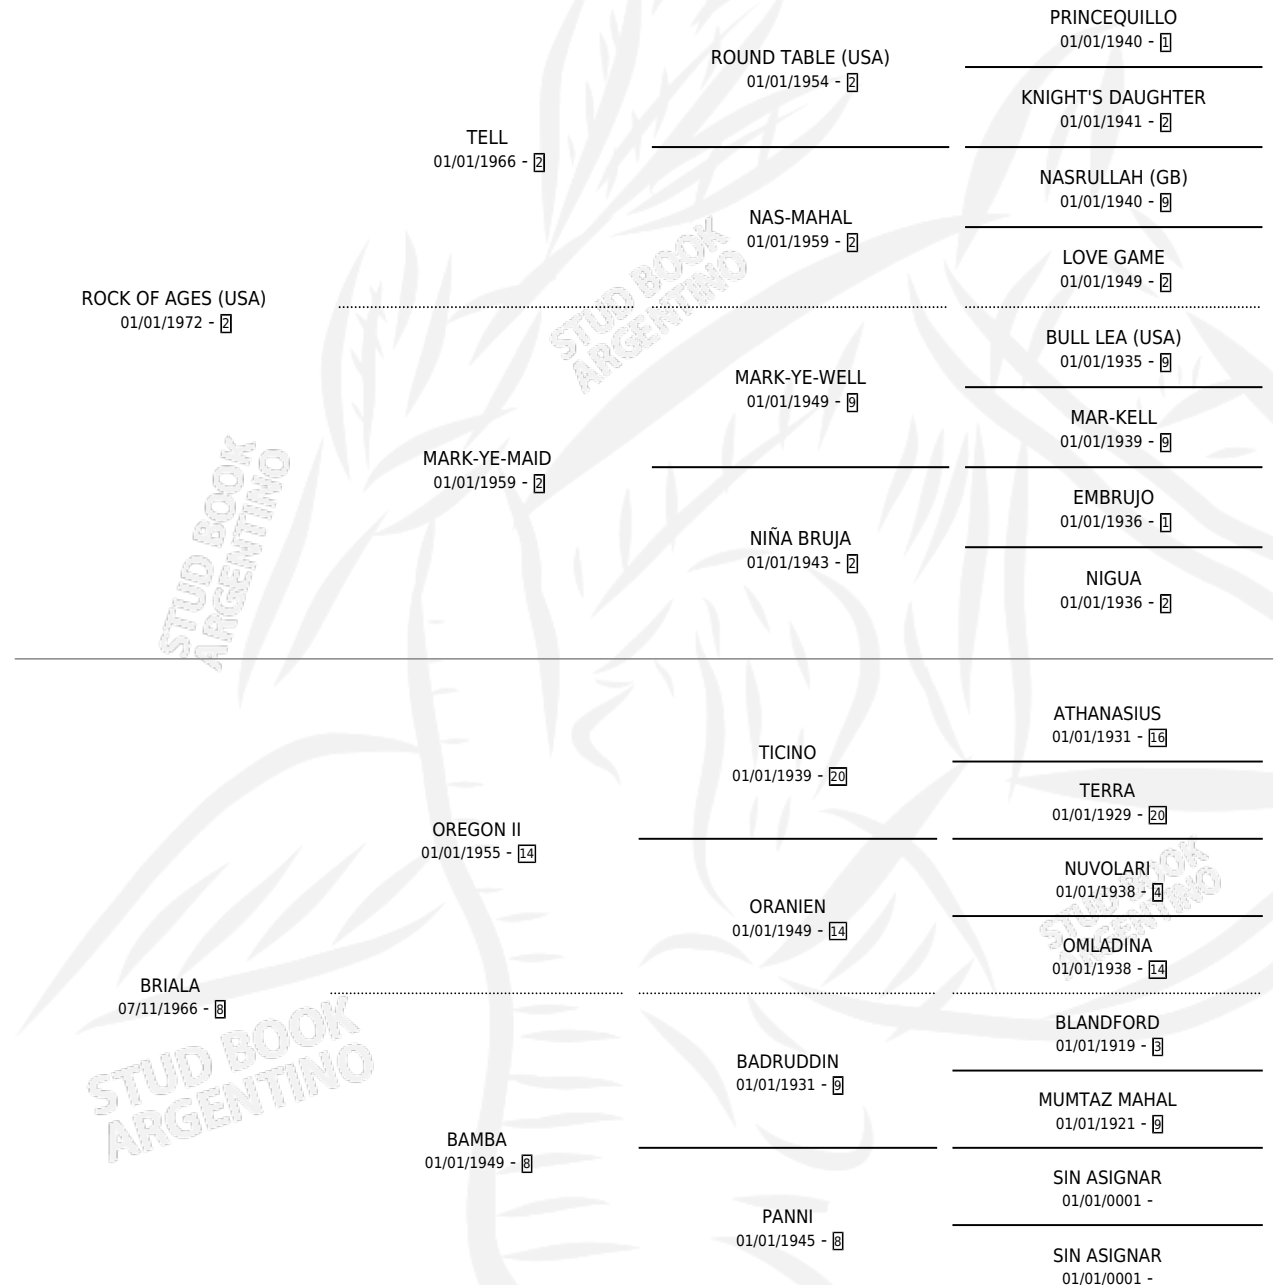 PRINCEQUILLO
01/01/1940 - 1
ROUND TABLE (USA)
01/01/1954 - 2
KNIGHT'S DAUGHTER
01/01/1941 - 2
TELL
01/01/1966 - 2
NASRULLAH (GB)
01/01/1940 - 9
NAS-MAHAL
01/01/1959 - 2
LOVE GAME
01/01/1949 - 2
ROCK OF AGES (USA)
01/01/1972 - 2
BULL LEA (USA)
01/01/1935 - 9
MARK-YE-WELL
01/01/1949 - 9
MAR-KELL
01/01/1939 - 9
MARK-YE-MAID
01/01/1959 - 2
EMBRUJO
01/01/1936 - 1
NIÑA BRUJA
01/01/1943 - 2
NIGUA
01/01/1936 - 2
ATHANASIUS
01/01/1931 - 16
TICINO
01/01/1939 - 20
TERRA
01/01/1929 - 20
OREGON II
01/01/1955 - 14
NUVOLARI
01/01/1938 - 4
ORANIEN
01/01/1949 - 14
OMLADINA
01/01/1938 - 14
BRIALA
07/11/1966 - 8
BLANDFORD
01/01/1919 - 3
BADRUDDIN
01/01/1931 - 9
MUMTAZ MAHAL
01/01/1921 - 9
BAMBA
01/01/1949 - 8
SIN ASIGNAR
01/01/0001 -
PANNI
01/01/1945 - 8
SIN ASIGNAR
01/01/0001 -
STUD BOOK
ARGENTINO
STUD BOOK
ARGENTINO
STUD BOOK
ARGENTINO
STUD BOOK
ARGENTINO